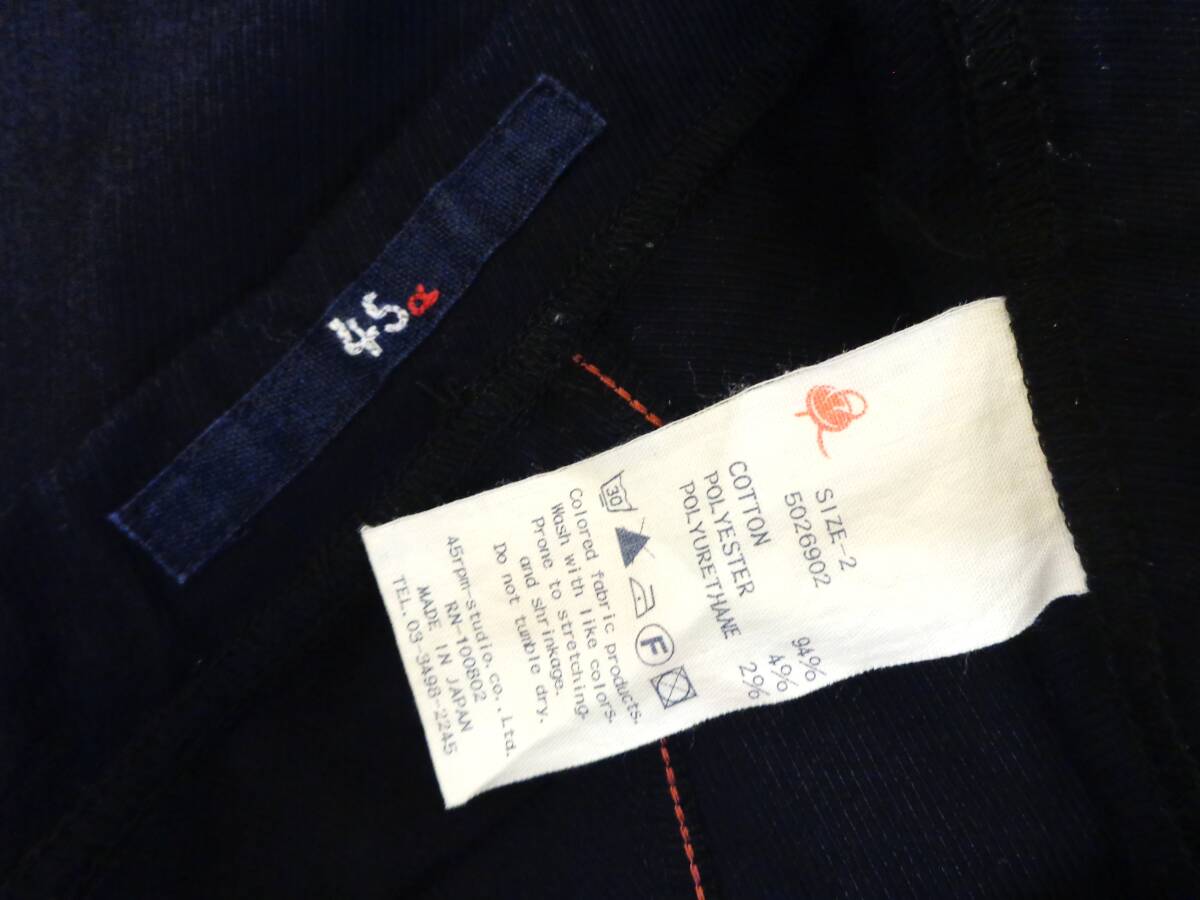 45α
SIZE-2
5026902
COTTON 94%
POLYESTER 4%
POLYURETHANE 2%
30
F
Colored fabric products.
Wash with like colors.
Prone to stretching.
and shrinkage.
Do not tumble dry.
45rpm-studio.co.,Ltd.
RN-100802
MADE IN JAPAN
TEL.03-3498-2245